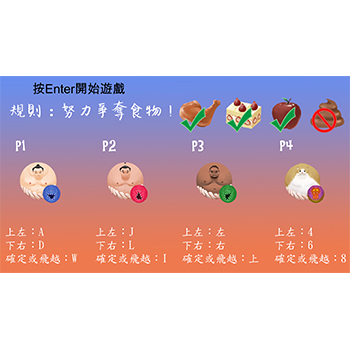 按Enter開始遊戲
規則：努力爭奪食物！
P1 P2 P3 P4
上左：A 上左：J 上左：左 上左：4
下右：D 下右：L 下右：右 下右：6
確定或飛越：W 確定或飛越：I 確定或飛越：上 確定或飛越：8